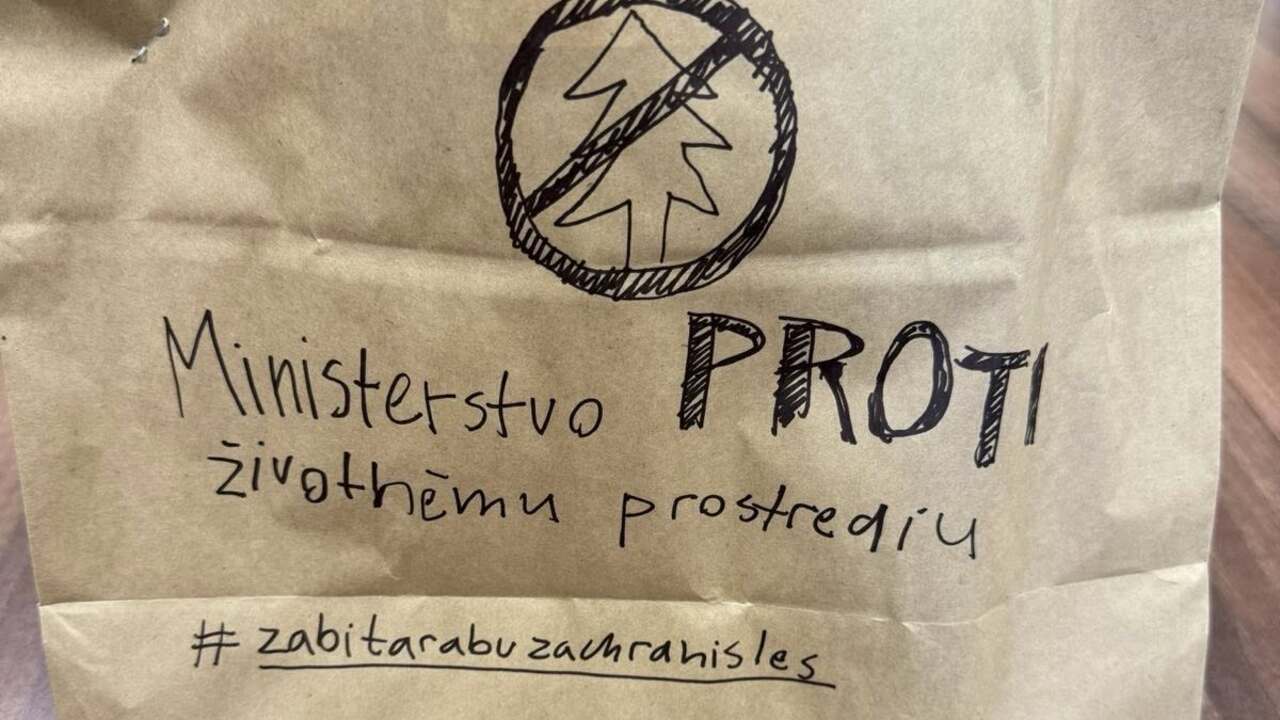 Ministerstvo PROTI
životnému prostrediu
#zabitarabuzachranisles